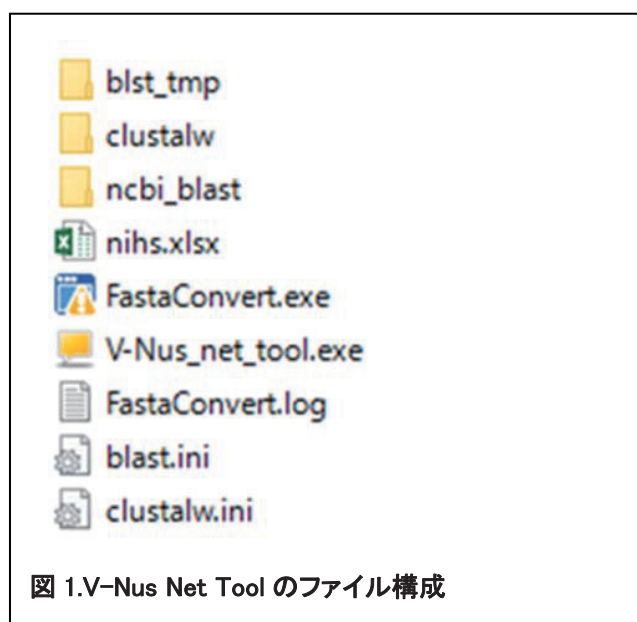 blst_tmp
clustalw
ncbi_blast
nihs.xlsx
FastaConvert.exe
V-Nus_net_tool.exe
FastaConvert.log
blast.ini
clustalw.ini
図 1.V-Nus Net Tool のファイル構成